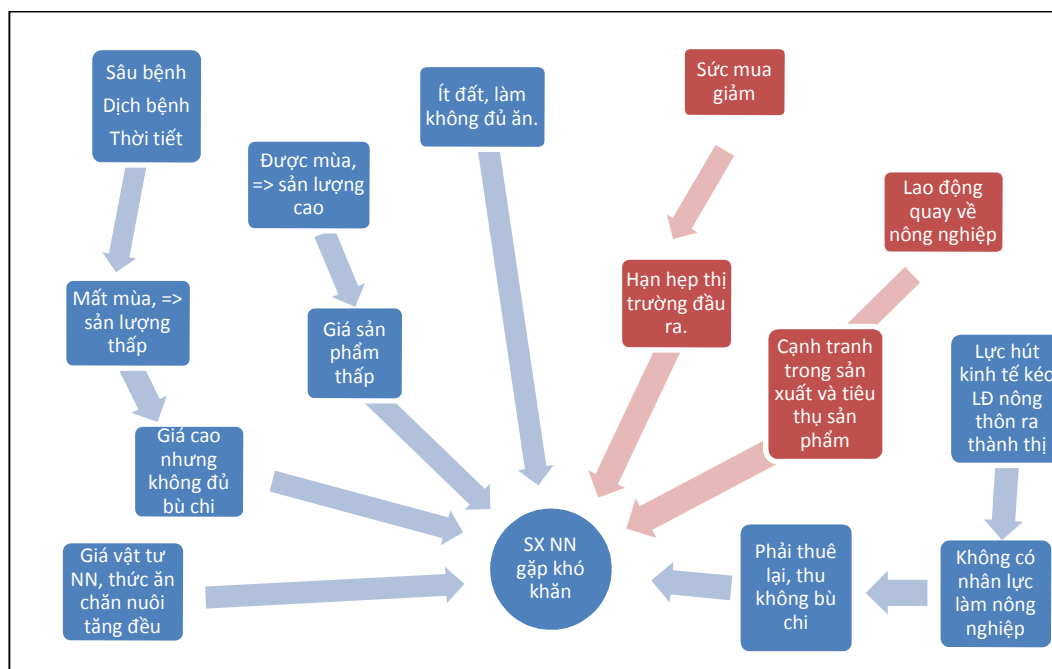 Sâu bệnh
Dịch bệnh
Thời tiết
Mất mùa, =>
sản lượng
thấp
Giá cao
nhưng
không đủ
bù chi
Được mùa,
=> sản lượng
cao
Giá sản
phẩm
thấp
Ít đất, làm
không đủ ăn.
Sức mua
giảm
Hạn hẹp thị
trường đầu
ra.
Lao động
quay về
nông nghiệp
Cạnh tranh
trong sản
xuất và tiêu
thụ sản
phẩm
Lực hút
kinh tế kéo
LĐ nông
thôn ra
thành thị
Không có
nhân lực
làm nông
nghiệp
Phải thuê
lại, thu
không bù
chi
Giá vật tư
NN, thức ăn
chăn nuôi
tăng đều
SX NN
gặp khó
khăn